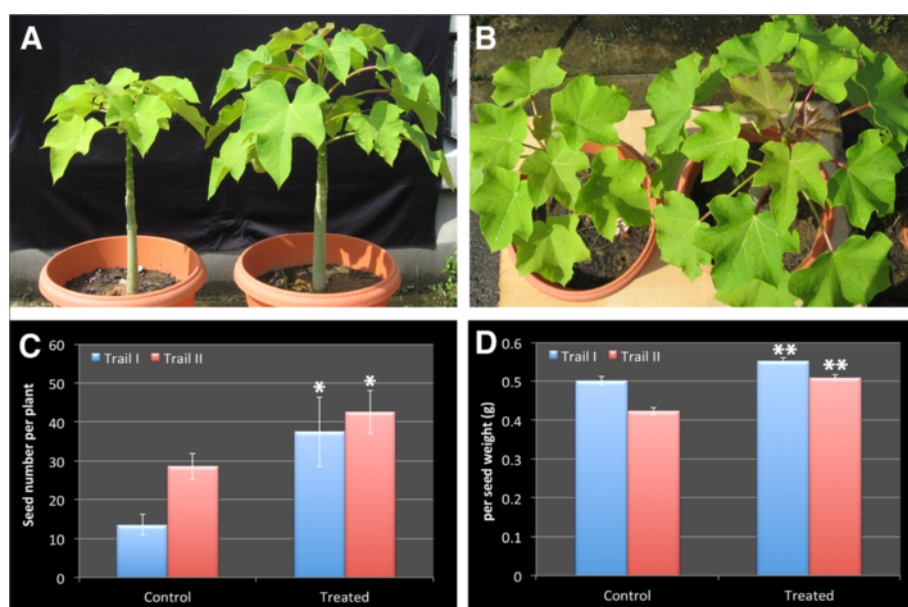 A
B
C
Trail I Trail II
Seed number per plant
60
50
40
30
20
10
0
*
*
Control Treated
D
Trail I Trail II
per seed weight (g)
0.6
0.5
0.4
0.3
0.2
0.1
0
**
**
Control Treated